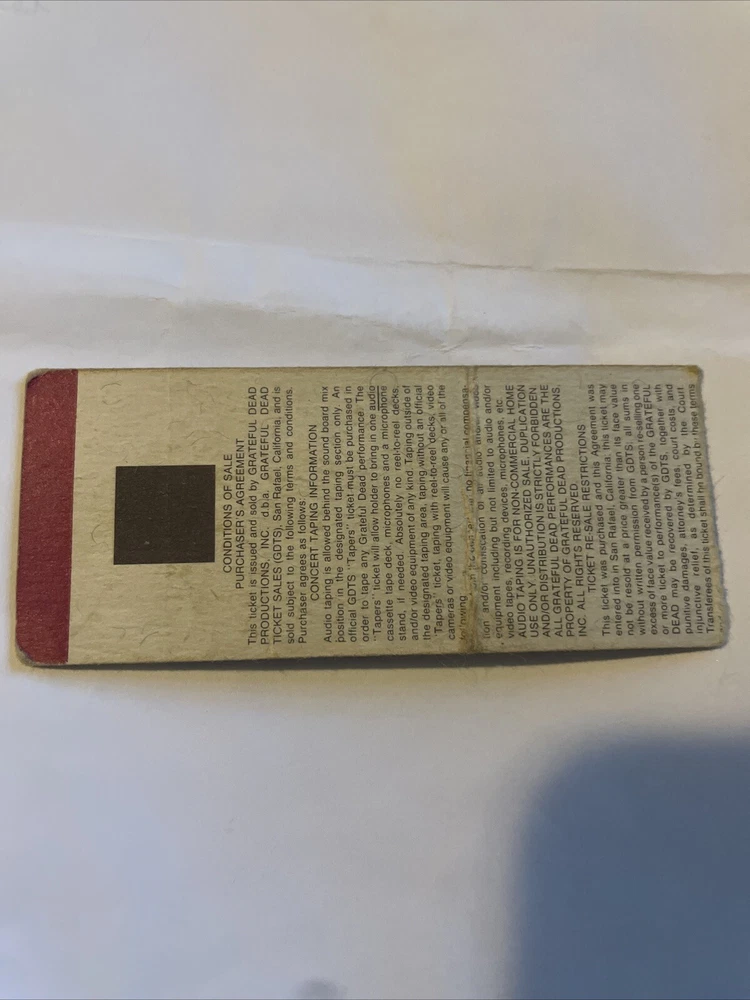 CONDITIONS OF SALE
PURCHASER'S AGREEMENT
This ticket is issued and sold by GRATEFUL DEAD
PRODUCTIONS, INC. d.b.a. GRATEFUL DEAD
TICKET SALES (GDTS), San Rafael, California, and is
sold subject to the following terms and conditions.
Purchaser agrees as follows:
CONCERT TAPING INFORMATION
Audio taping is allowed behind the sound board mix
position in the designated taping section only. An
official GDTS "Tapers" ticket must be purchased in
order to tape any Grateful Dead performance. The
"Tapers" ticket will allow holder to bring in one audio
cassette tape deck, microphones and a microphone
stand, if needed. Absolutely no reel-to-reel decks,
and/or video equipment of any kind. Taping outside of
the designated taping area, taping without an official
"Tapers" ticket, taping with reel-to-reel decks, video
cameras or video equipment will cause any or all of the
following
tion and/or confiscation of all audio and/or video
equipment including but not limited to audio and/or
video tapes, recording devices, microphones, etc.
AUDIO TAPING IS FOR NON-COMMERCIAL HOME
USE ONLY. UNAUTHORIZED SALE, DUPLICATION
AND/OR DISTRIBUTION IS STRICTLY FORBIDDEN.
ALL GRATEFUL DEAD PERFORMANCES ARE THE
PROPERTY OF GRATEFUL DEAD PRODUCTIONS,
INC. ALL RIGHTS RESERVED.
TICKET RE-SALE RESTRICTIONS
This ticket was purchased and this Agreement was
entered into in San Rafael, California, this ticket may
not be resold at a price greater than its face value
without written permission from GDTS; all sums in
excess of face value received by a person re-selling one
or more ticket to performance(s) of the GRATEFUL
DEAD may be recovered by GDTS, together with
punitive damages, attorney's fees, court costs, and
injunctive relief, as determined by the Court.
Transferees of this ticket shall be bound by these terms